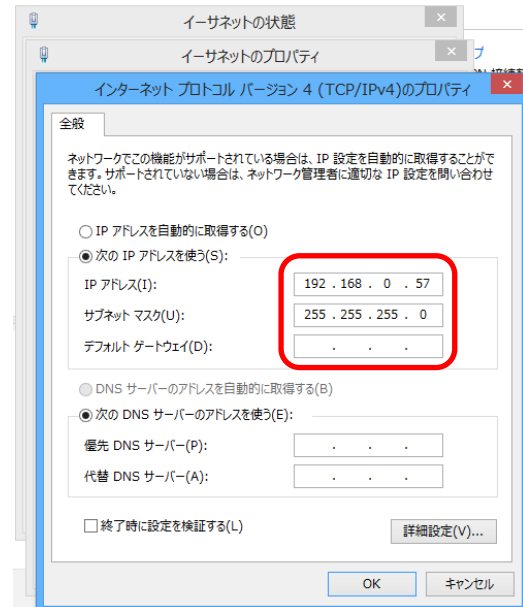 イーサネットの状態
イーサネットのプロパティ
プ
インターネット プロトコル バージョン 4 (TCP/IPv4)のプロパティ
全般
ネットワークでこの機能がサポートされている場合は、IP 設定を自動的に取得することがで
きます。サポートされていない場合は、ネットワーク管理者に適切な IP 設定を問い合わせ
てください。
IP アドレスを自動的に取得する(O)
次の IP アドレスを使う(S):
IP アドレス(I): 192 . 168 . 0 . 57
サブネット マスク(U): 255 . 255 . 255 . 0
デフォルト ゲートウェイ(D): . . .
DNS サーバーのアドレスを自動的に取得する(B)
次の DNS サーバーのアドレスを使う(E):
優先 DNS サーバー(P): . . .
代替 DNS サーバー(A): . . .
終了時に設定を検証する(L)
詳細設定(V)...
OK キャンセル